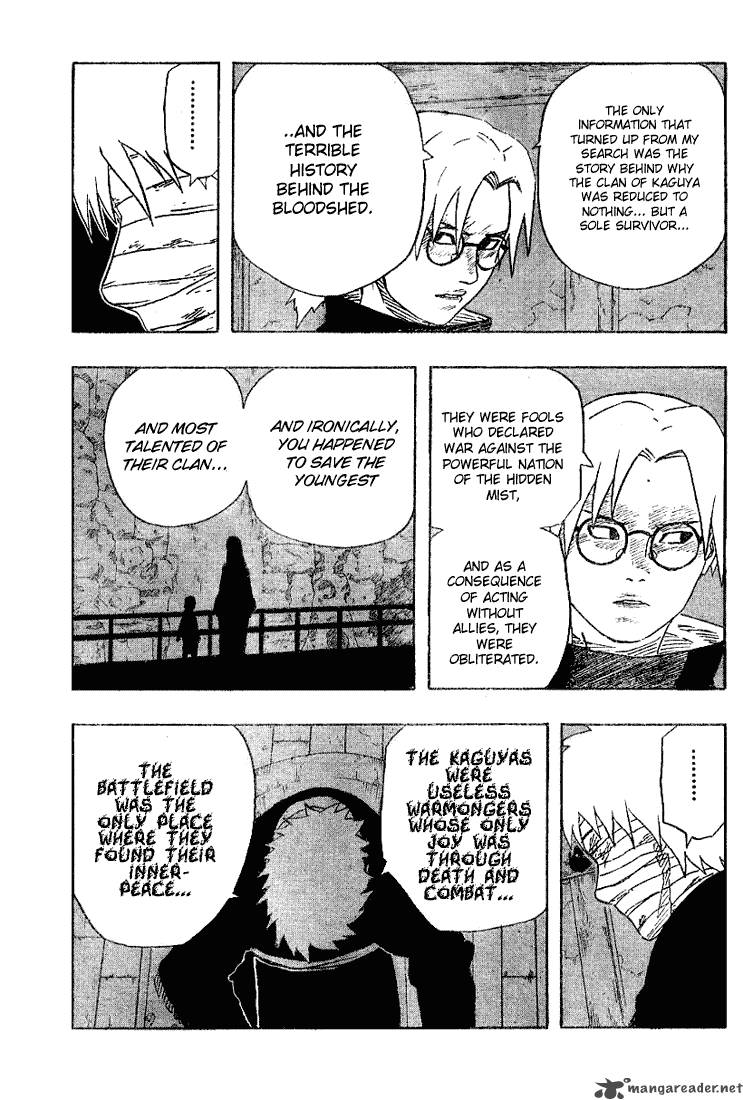 THE ONLY
INFORMATION THAT
TURNED UP FROM MY
SEARCH WAS THE
STORY BEHIND WHY
THE CLAN OF KAGUYA
WAS REDUCED TO
NOTHING... BUT A
SOLE SURVIVOR...
..AND THE
TERRIBLE
HISTORY
BEHIND THE
BLOODSHED.
.........
THEY WERE FOOLS
WHO DECLARED
WAR AGAINST THE
POWERFUL NATION
OF THE HIDDEN
MIST,
AND AS A
CONSEQUENCE
OF ACTING
WITHOUT
ALLIES, THEY
WERE
OBLITERATED.
AND IRONICALLY,
YOU HAPPENED
TO SAVE THE
YOUNGEST
AND MOST
TALENTED OF
THEIR CLAN...
.........
THE KAGUYAS
WERE
USELESS
WARMONGERS
WHOSE ONLY
JOY WAS
THROUGH
DEATH AND
COMBAT...
THE
BATTLEFIELD
WAS THE
ONLY PLACE
WHERE THEY
FOUND THEIR
INNER-
PEACE...
mangareader.net